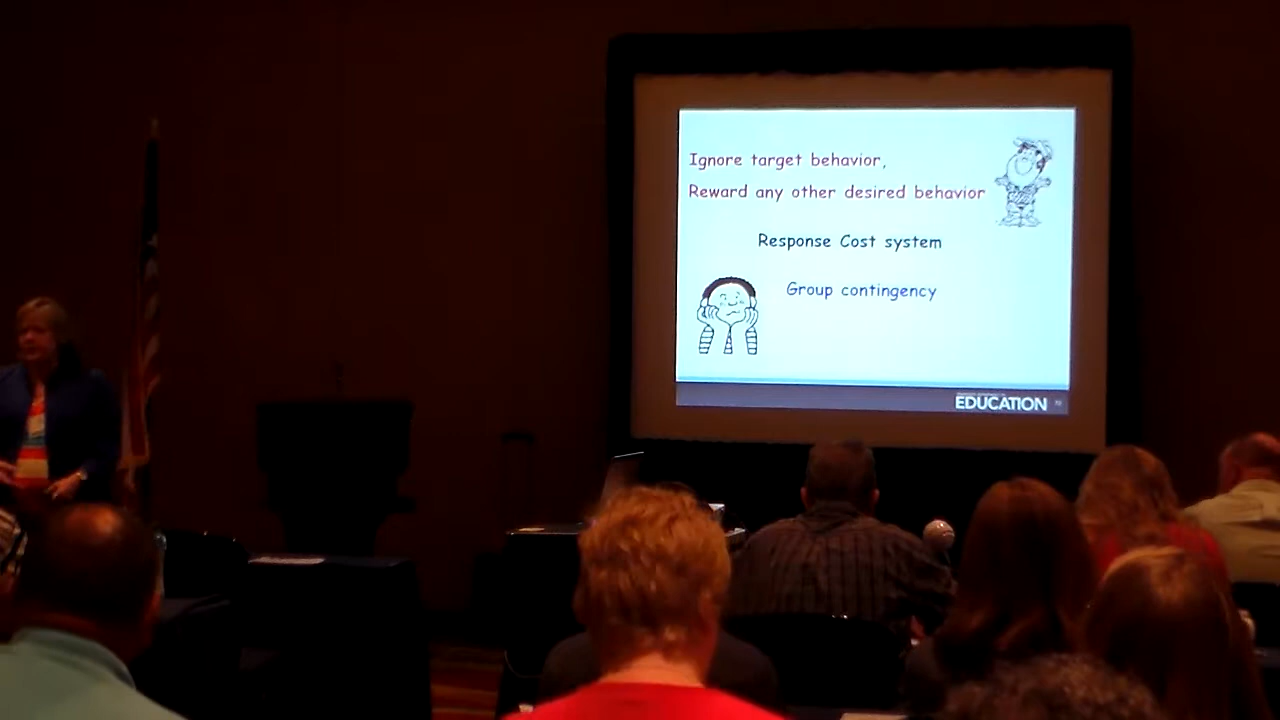 Ignore target behavior,
Reward any other desired behavior
Response Cost system
Group contingency
EDUCATION